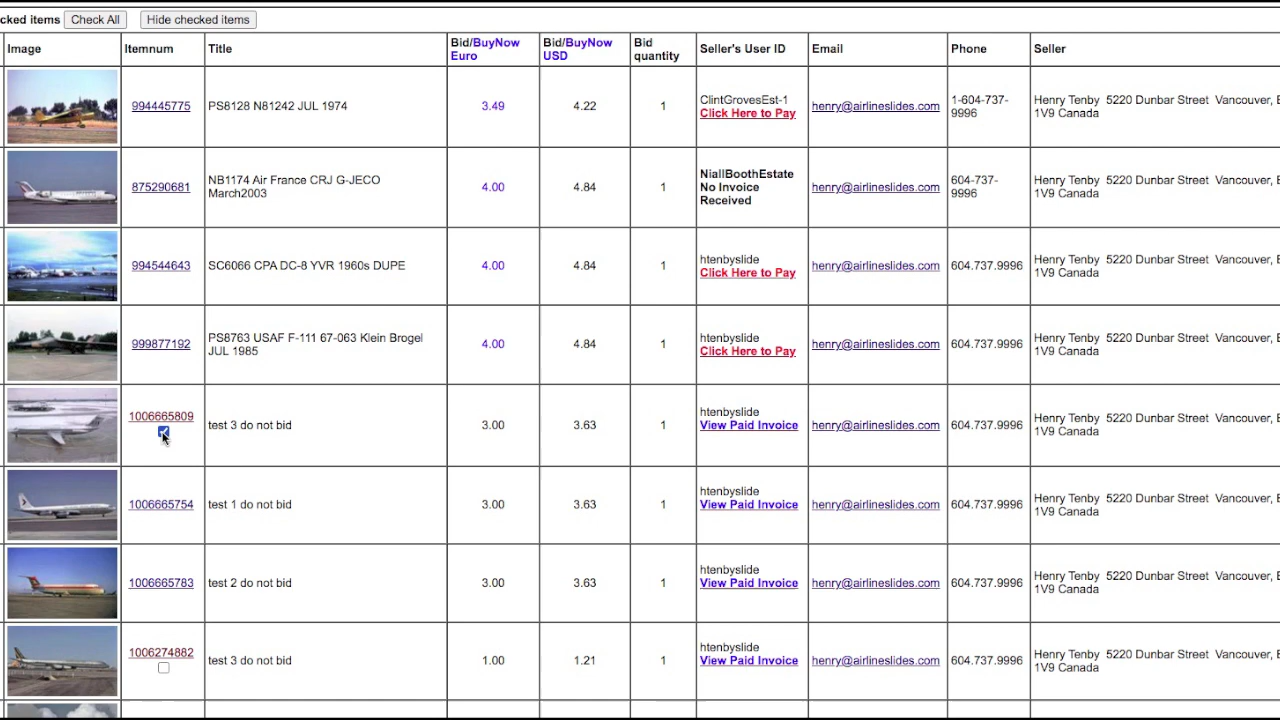 cked items Check All Hide checked items
Image Itemnum Title Bid/BuyNow Euro Bid/BuyNow USD Bid quantity Seller's User ID Email Phone Seller
994445775 PS8128 N81242 JUL 1974 3.49 4.22 1 ClintGrovesEst-1 henry@airlineslides.com 1-604-737- Henry Tenby 5220 Dunbar Street Vancouver,
Click Here to Pay 9996 1V9 Canada
875290681 NB1174 Air France CRJ G-JECO 4.00 4.84 1 NiallBoothEstate henry@airlineslides.com 604-737- Henry Tenby 5220 Dunbar Street Vancouver,
March2003 No Invoice 9996 1V9 Canada
Received
994544643 SC6066 CPA DC-8 YVR 1960s DUPE 4.00 4.84 1 htenbyslide henry@airlineslides.com 604.737.9996 Henry Tenby 5220 Dunbar Street Vancouver,
Click Here to Pay 1V9 Canada
999877192 PS8763 USAF F-111 67-063 Klein Brogel 4.00 4.84 1 htenbyslide henry@airlineslides.com 604.737.9996 Henry Tenby 5220 Dunbar Street Vancouver,
JUL 1985 Click Here to Pay 1V9 Canada
1006665809 test 3 do not bid 3.00 3.63 1 htenbyslide henry@airlineslides.com 604.737.9996 Henry Tenby 5220 Dunbar Street Vancouver,
View Paid Invoice 1V9 Canada
1006665754 test 1 do not bid 3.00 3.63 1 htenbyslide henry@airlineslides.com 604.737.9996 Henry Tenby 5220 Dunbar Street Vancouver,
View Paid Invoice 1V9 Canada
1006665783 test 2 do not bid 3.00 3.63 1 htenbyslide henry@airlineslides.com 604.737.9996 Henry Tenby 5220 Dunbar Street Vancouver,
View Paid Invoice 1V9 Canada
1006274882 test 3 do not bid 1.00 1.21 1 htenbyslide henry@airlineslides.com 604.737.9996 Henry Tenby 5220 Dunbar Street Vancouver,
View Paid Invoice 1V9 Canada